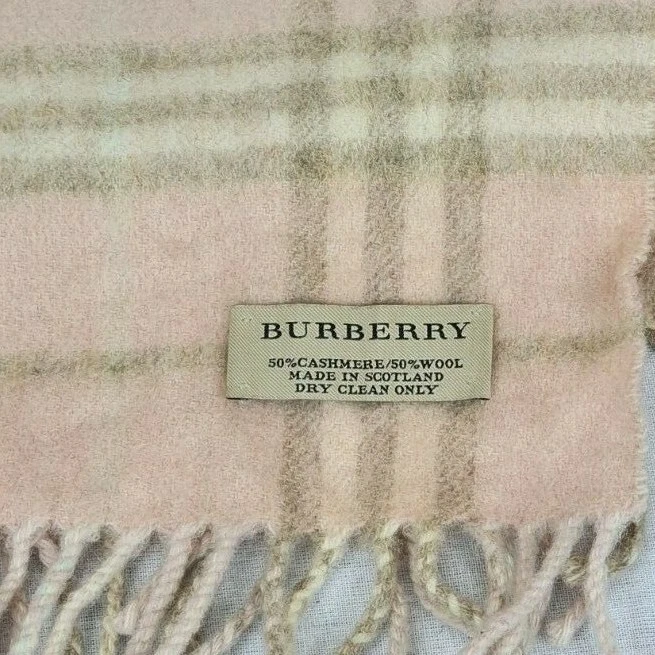 BURBERRY
50%CASHMERE/50%WOOL
MADE IN SCOTLAND
DRY CLEAN ONLY